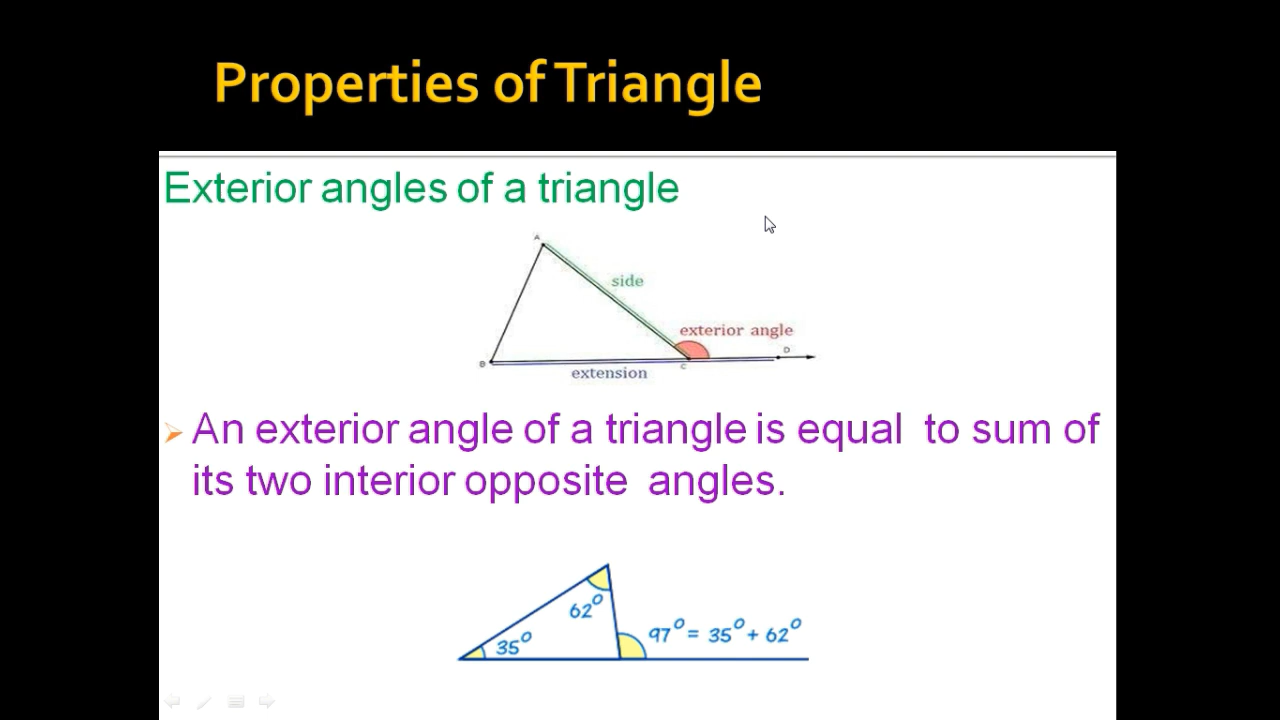 Properties of Triangle
Exterior angles of a triangle
A
side
exterior angle
B
C
D
extension
An exterior angle of a triangle is equal to sum of
its two interior opposite angles.
62°
35°
97° = 35° + 62°